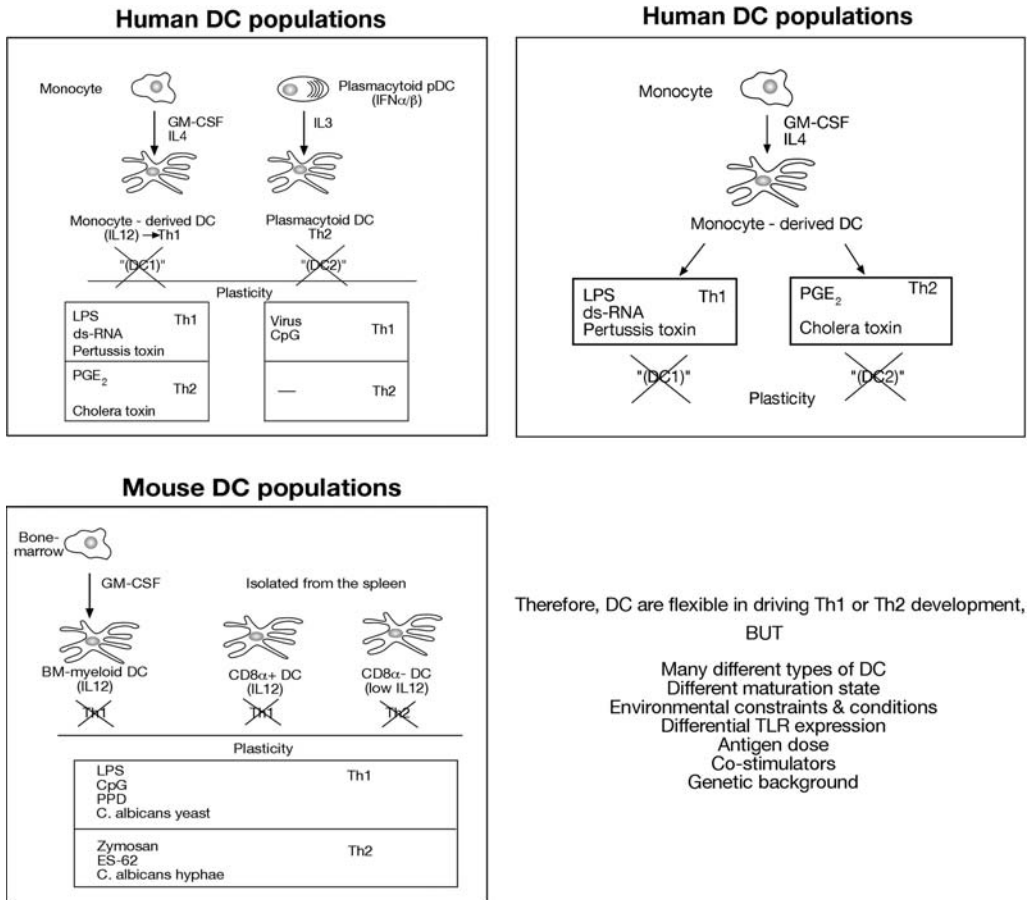 Human DC populations
Monocyte
GM-CSF
IL4
Monocyte - derived DC
(IL12) → Th1
"(DC1)"
Plasmacytoid pDC
(IFNα/β)
IL3
Plasmacytoid DC
Th2
"(DC2)"
Plasticity
LPS Th1
ds-RNA
Pertussis toxin
PGE₂ Th2
Cholera toxin
Virus Th1
CpG
— Th2
Human DC populations
Monocyte
GM-CSF
IL4
Monocyte - derived DC
LPS Th1
ds-RNA
Pertussis toxin
"(DC1)"
PGE₂ Th2
Cholera toxin
"(DC2)"
Plasticity
Mouse DC populations
Bone-
marrow
GM-CSF
Isolated from the spleen
BM-myeloid DC
(IL12)
Th1
CD8α+ DC
(IL12)
Th1
CD8α- DC
(low IL12)
Th2
Plasticity
LPS Th1
CpG
PPD
C. albicans yeast
Zymosan Th2
ES-62
C. albicans hyphae
Therefore, DC are flexible in driving Th1 or Th2 development,
BUT
Many different types of DC
Different maturation state
Environmental constraints & conditions
Differential TLR expression
Antigen dose
Co-stimulators
Genetic background